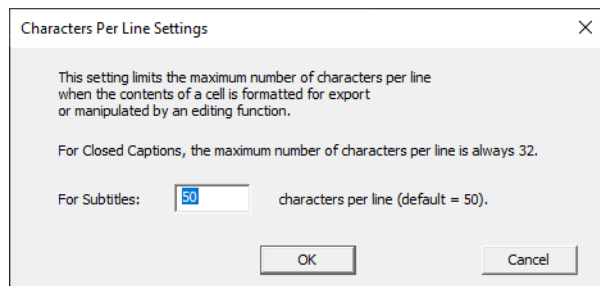 Characters Per Line Settings
This setting limits the maximum number of characters per line
when the contents of a cell is formatted for export
or manipulated by an editing function.
For Closed Captions, the maximum number of characters per line is always 32.
For Subtitles: 50 characters per line (default = 50).
OK Cancel